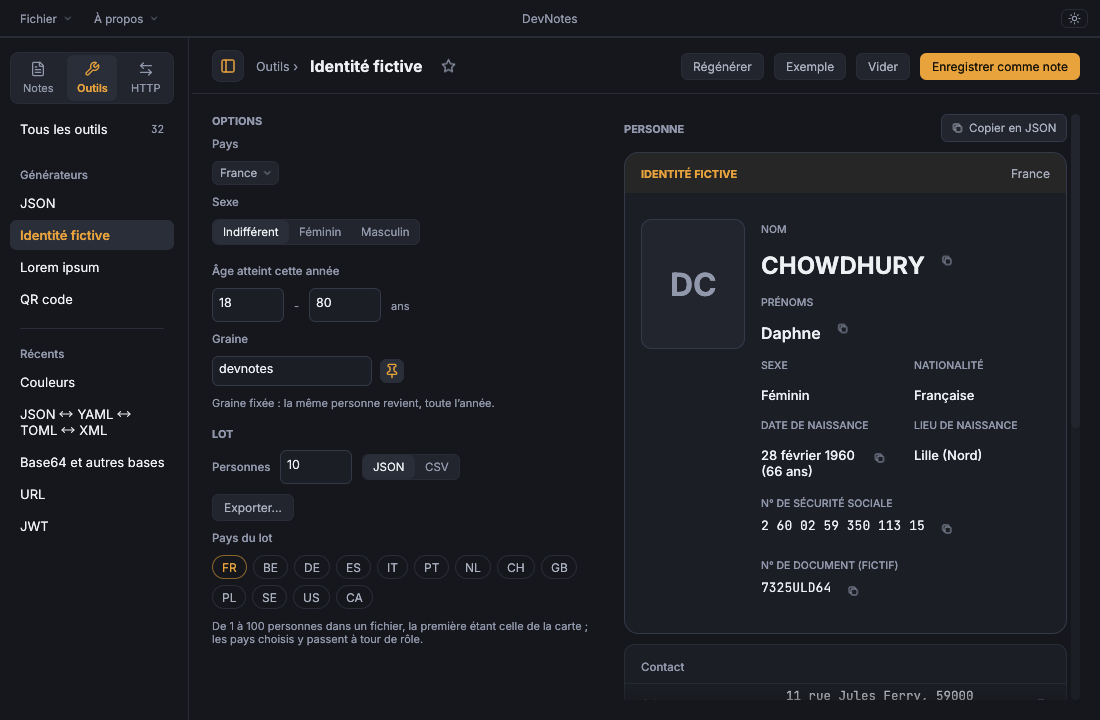 Fichier
À propos
DevNotes
Notes
Outils
HTTP
Tous les outils 32
Générateurs
JSON
Identité fictive
Lorem ipsum
QR code
Récents
Couleurs
JSON ↔ YAML ↔
TOML ↔ XML
Base64 et autres bases
URL
JWT
Outils › Identité fictive
Régénérer
Exemple
Vider
Enregistrer comme note
OPTIONS
Pays
France
Sexe
Indifférent Féminin Masculin
Âge atteint cette année
18 - 80 ans
Graine
devnotes
Graine fixée : la même personne revient, toute l'année.
LOT
Personnes 10 JSON CSV
Exporter...
Pays du lot
FR BE DE ES IT PT NL CH GB
PL SE US CA
De 1 à 100 personnes dans un fichier, la première étant celle de la carte ;
les pays choisis y passent à tour de rôle.
PERSONNE
Copier en JSON
IDENTITÉ FICTIVE France
DC
NOM
CHOWDHURY
PRÉNOMS
Daphne
SEXE NATIONALITÉ
Féminin Française
DATE DE NAISSANCE LIEU DE NAISSANCE
28 février 1960 Lille (Nord)
(66 ans)
N° DE SÉCURITÉ SOCIALE
2 60 02 59 350 113 15
N° DE DOCUMENT (FICTIF)
7325ULD64
Contact
11 rue Jules Ferry, 59000